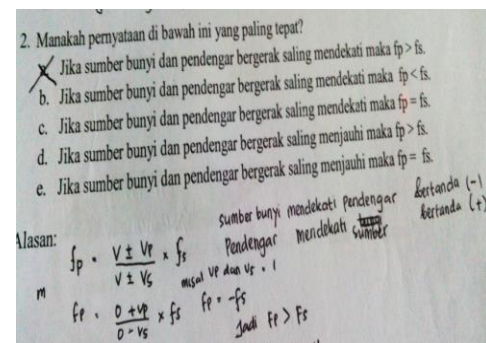 2. Manakah pernyataan di bawah ini yang paling tepat?
Jika sumber bunyi dan pendengar bergerak saling mendekati maka fp > fs.
b. Jika sumber bunyi dan pendengar bergerak saling mendekati maka fp < fs.
c. Jika sumber bunyi dan pendengar bergerak saling mendekati maka fp = fs.
d. Jika sumber bunyi dan pendengar bergerak saling menjauhi maka fp > fs.
e. Jika sumber bunyi dan pendengar bergerak saling menjauhi maka fp = fs.
sumber bunyi mendekati pendengar bertanda (-)
Alasan: Pendengar mendekati sumber bertanda (+)
fp = V ± Vp / V ± Vs × fs
misal Vp dan Vs = 1
m
fp = 0 + Vp / 0 - Vs × fs fp = -fs
Jadi Fp > Fs